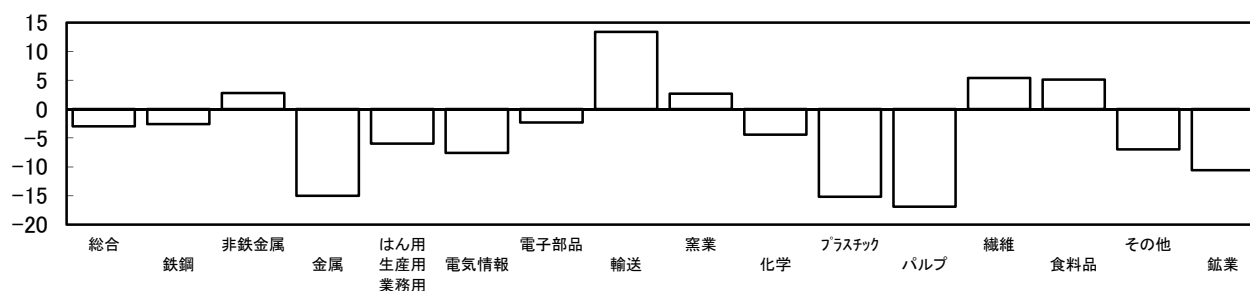 15
10
5
0
-5
-10
-15
-20
総合
鉄鋼
非鉄金属
金属
はん用
生産用
業務用
電気情報
電子部品
輸送
窯業
化学
ﾌﾟﾗｽﾁｯｸ
パルプ
繊維
食料品
その他
鉱業